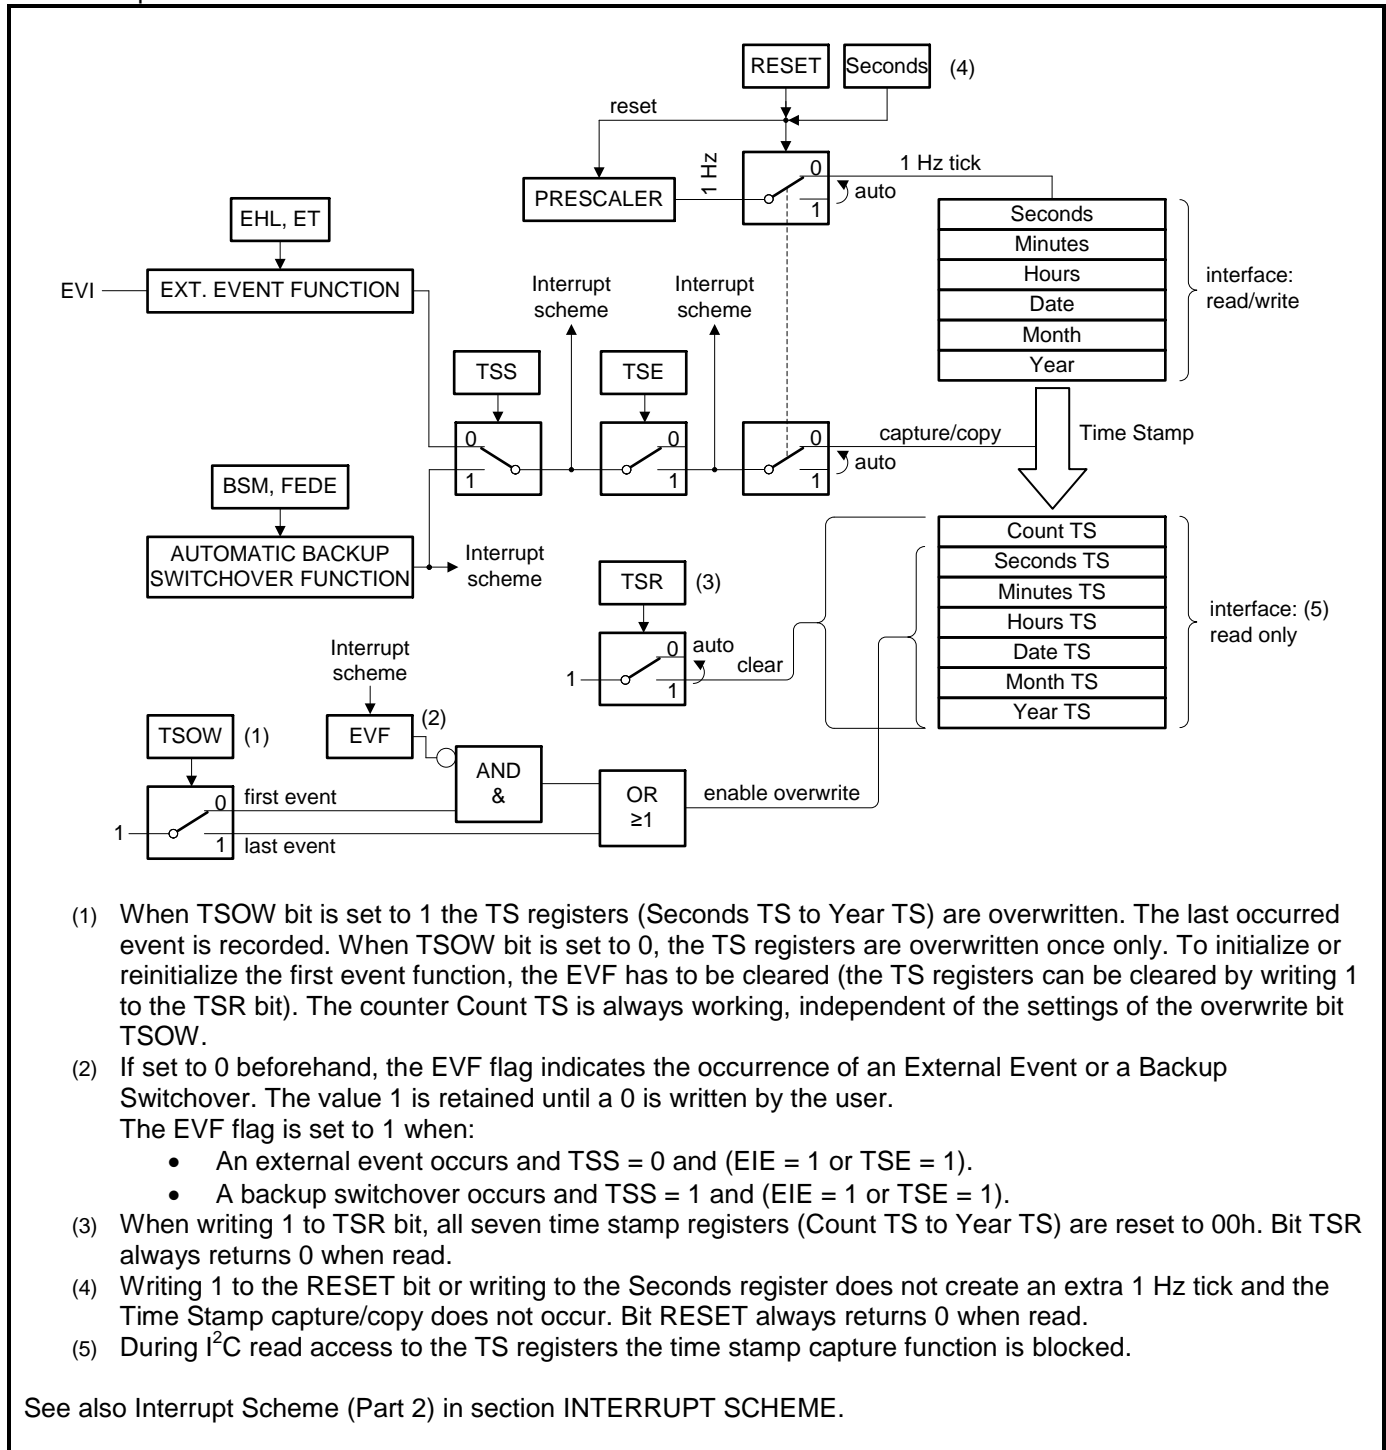 RESET Seconds (4)
reset
1 Hz
0 1 Hz tick
PRESCALER
auto
1
EHL, ET
Seconds
Minutes
Hours
Date
Month
Year
interface:
read/write
EVI EXT. EVENT FUNCTION
Interrupt
scheme
Interrupt
scheme
TSS TSE
0 0 0 capture/copy Time Stamp
auto
1 1 1
BSM, FEDE
AUTOMATIC BACKUP
SWITCHOVER FUNCTION
Interrupt
scheme
Count TS
Seconds TS
Minutes TS
Hours TS
Date TS
Month TS
Year TS
interface: (5)
read only
TSR (3)
0 auto
1 1 clear
Interrupt
scheme
TSOW (1) EVF (2)
AND
&
0 first event
1
1 last event
OR
≥1
enable overwrite
(1) When TSOW bit is set to 1 the TS registers (Seconds TS to Year TS) are overwritten. The last occurred
event is recorded. When TSOW bit is set to 0, the TS registers are overwritten once only. To initialize or
reinitialize the first event function, the EVF has to be cleared (the TS registers can be cleared by writing 1
to the TSR bit). The counter Count TS is always working, independent of the settings of the overwrite bit
TSOW.
(2) If set to 0 beforehand, the EVF flag indicates the occurrence of an External Event or a Backup
Switchover. The value 1 is retained until a 0 is written by the user.
The EVF flag is set to 1 when:
• An external event occurs and TSS = 0 and (EIE = 1 or TSE = 1).
• A backup switchover occurs and TSS = 1 and (EIE = 1 or TSE = 1).
(3) When writing 1 to TSR bit, all seven time stamp registers (Count TS to Year TS) are reset to 00h. Bit TSR
always returns 0 when read.
(4) Writing 1 to the RESET bit or writing to the Seconds register does not create an extra 1 Hz tick and the
Time Stamp capture/copy does not occur. Bit RESET always returns 0 when read.
(5) During I²C read access to the TS registers the time stamp capture function is blocked.
See also Interrupt Scheme (Part 2) in section INTERRUPT SCHEME.